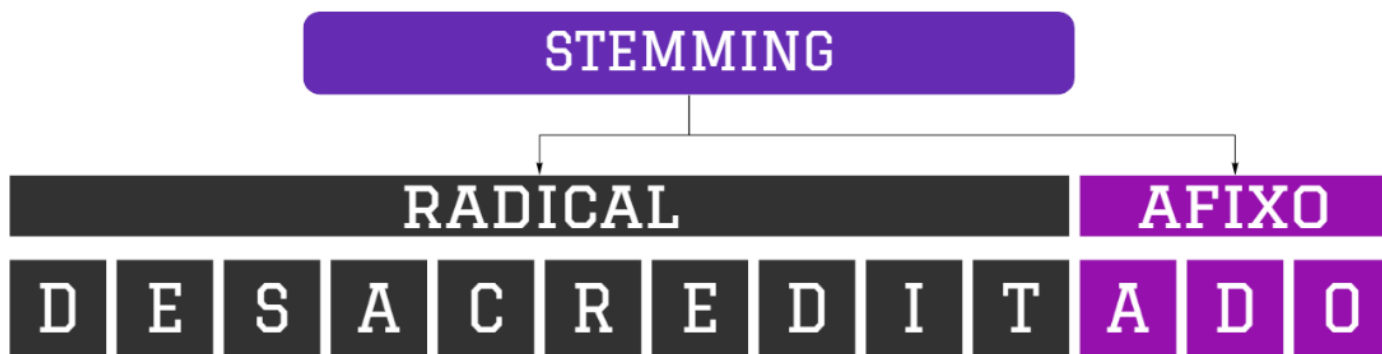 STEMMING
RADICAL AFIXO
D E S A C R E D I T A D O